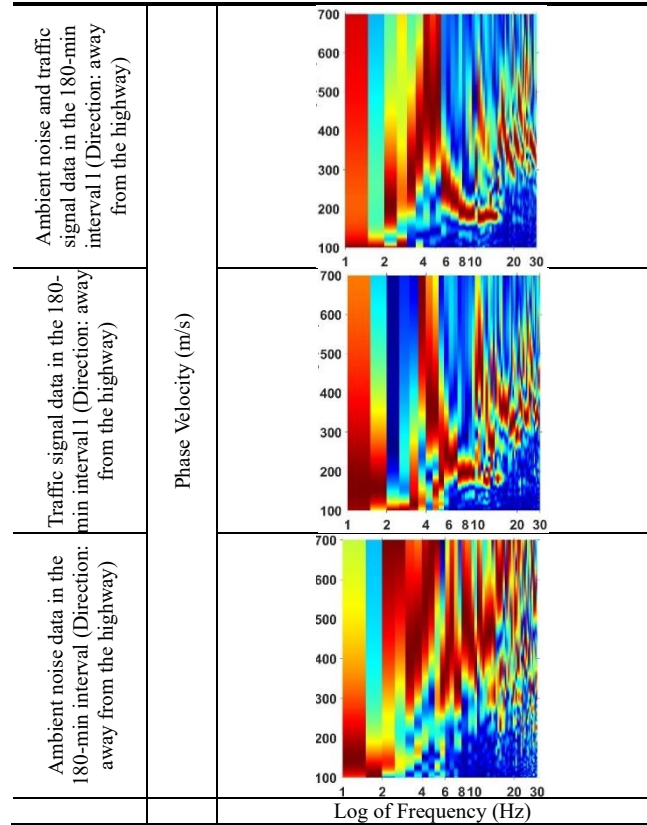 Ambient noise and traffic
signal data in the 180-min
interval l (Direction: away
from the highway)
Traffic signal data in the 180-
min interval l (Direction: away
from the highway)
Ambient noise data in the
180-min interval (Direction:
away from the highway)
Phase Velocity (m/s)
700
600
500
400
300
200
100
1 2 4 6 8 10 20 30
700
600
500
400
300
200
100
1 2 4 6 8 10 20 30
700
600
500
400
300
200
100
1 2 4 6 8 10 20 30
Log of Frequency (Hz)